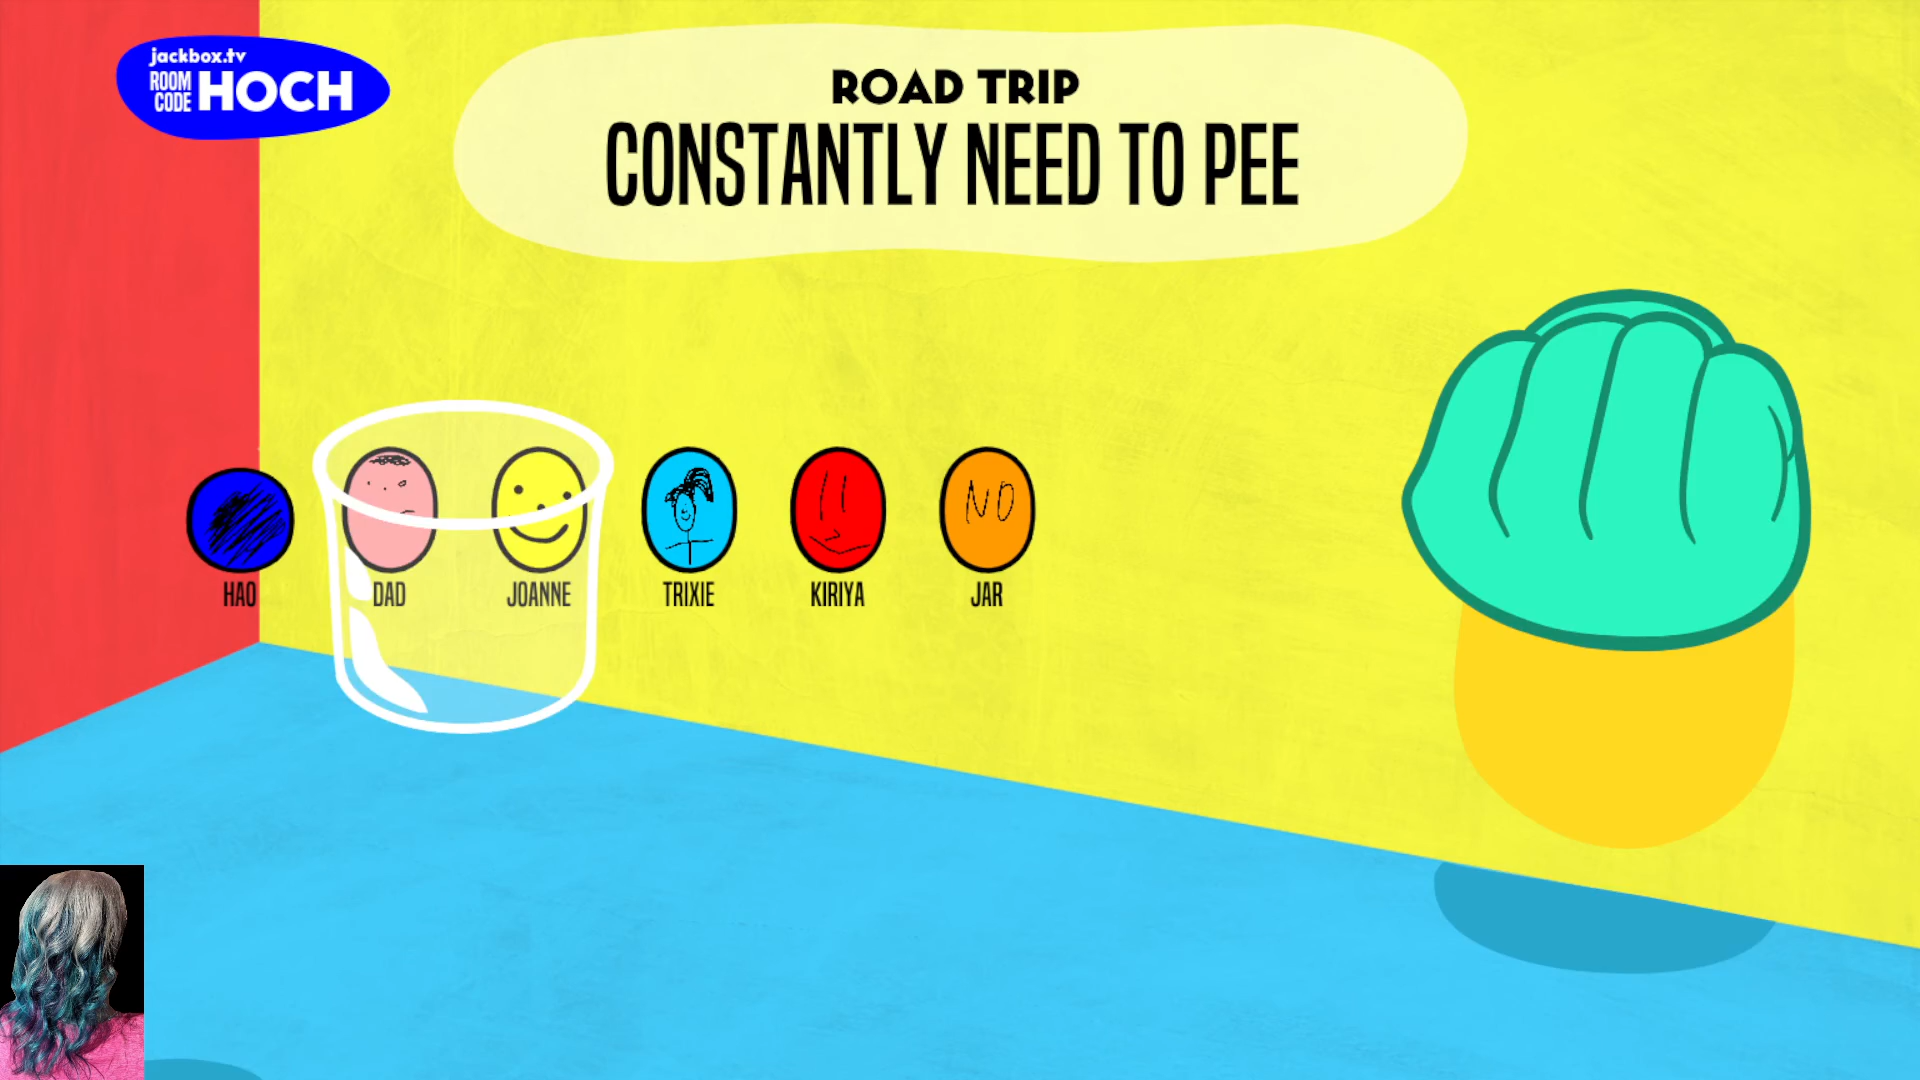 jackbox.tv
ROOM CODE HOCH
ROAD TRIP
CONSTANTLY NEED TO PEE
NO
HAO
DAD
JOANNE
TRIXIE
KIRIYA
JAR